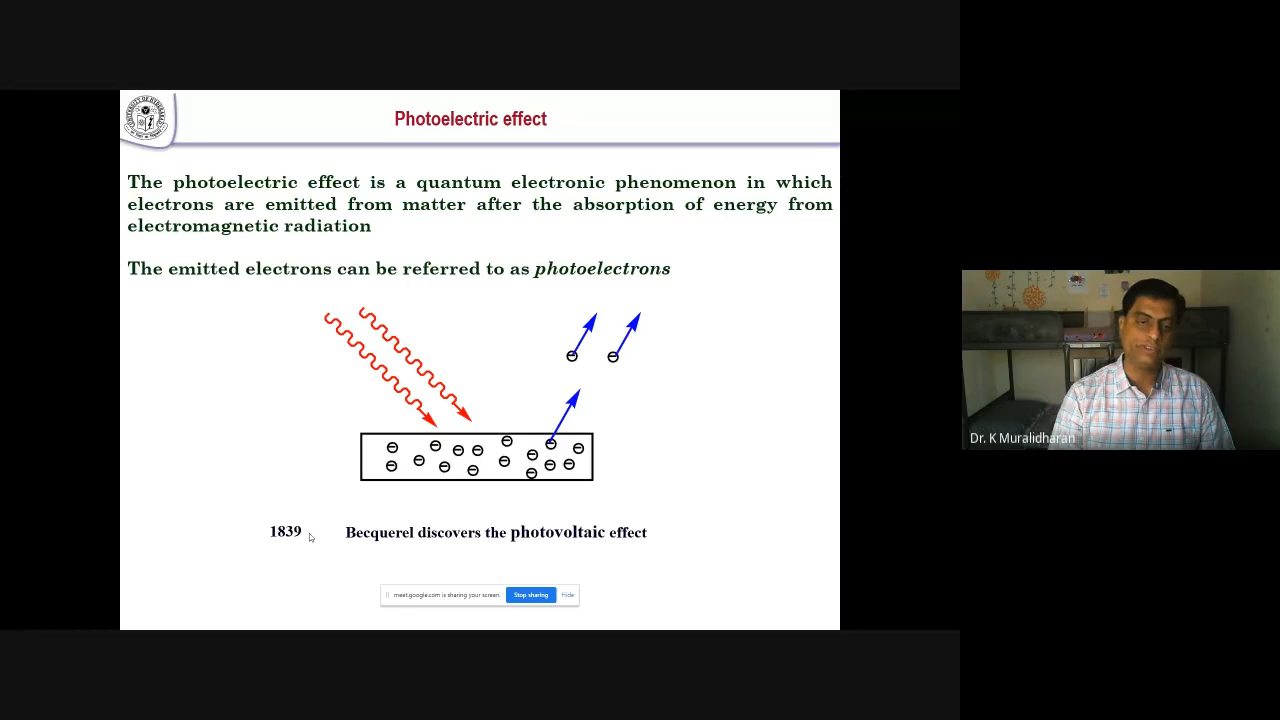 Photoelectric effect
The photoelectric effect is a quantum electronic phenomenon in which
electrons are emitted from matter after the absorption of energy from
electromagnetic radiation
The emitted electrons can be referred to as photoelectrons
Dr. K Muralidharan
1839 Becquerel discovers the photovoltaic effect
meet.google.com is sharing your screen. Stop sharing Hide